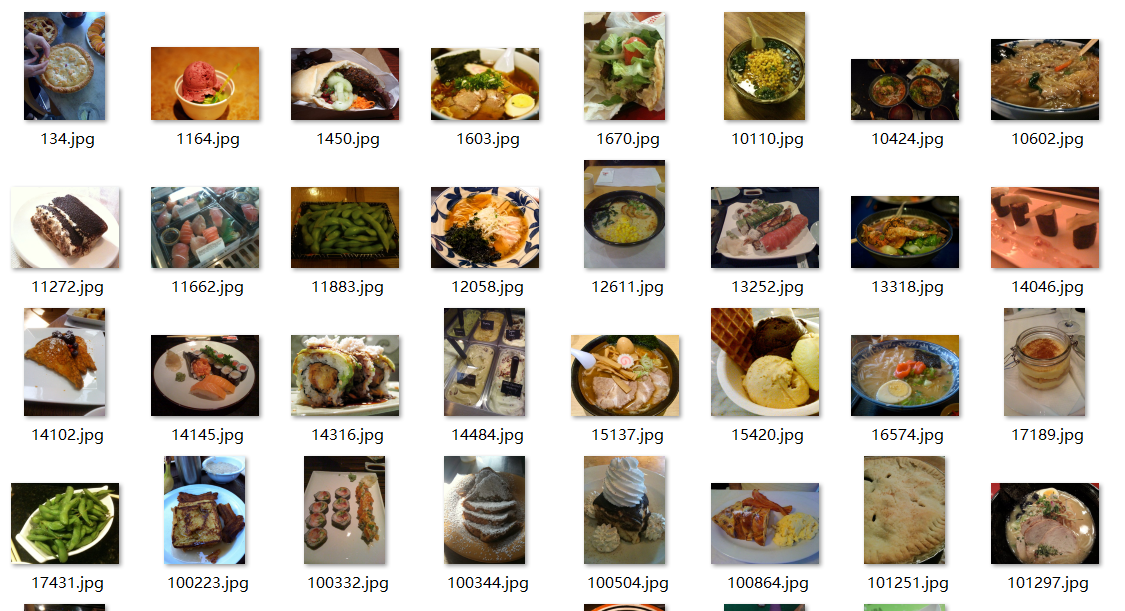 134.jpg 1164.jpg 1450.jpg 1603.jpg 1670.jpg 10110.jpg 10424.jpg 10602.jpg
11272.jpg 11662.jpg 11883.jpg 12058.jpg 12611.jpg 13252.jpg 13318.jpg 14046.jpg
14102.jpg 14145.jpg 14316.jpg 14484.jpg 15137.jpg 15420.jpg 16574.jpg 17189.jpg
17431.jpg 100223.jpg 100332.jpg 100344.jpg 100504.jpg 100864.jpg 101251.jpg 101297.jpg